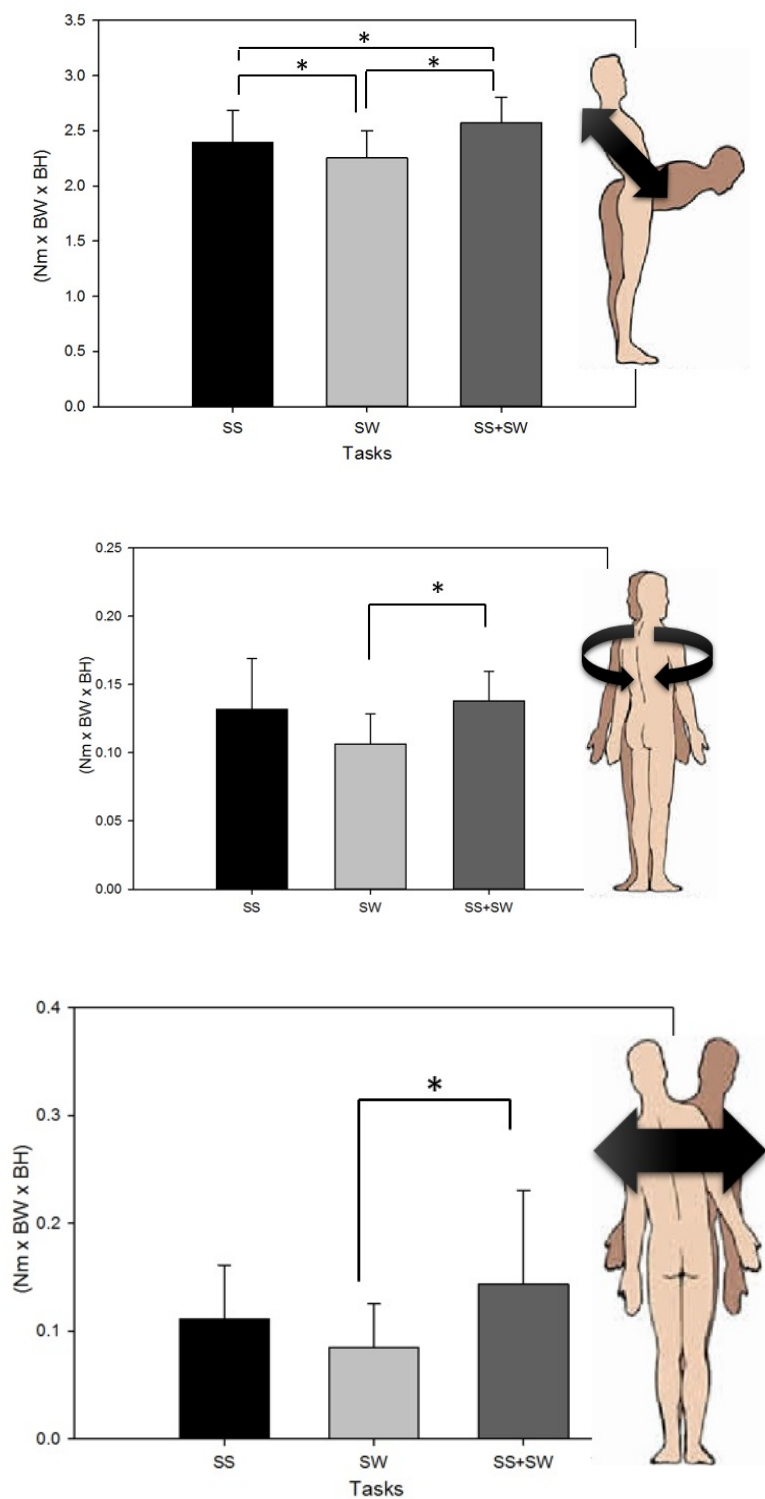 3.5
3.0
2.5
2.0
1.5
1.0
0.5
0.0
(Nm x BW x BH)
*
*
*
SS
SW
SS+SW
Tasks
0.25
0.20
0.15
0.10
0.05
0.00
(Nm x BW x BH)
*
SS
SW
SS+SW
0.4
0.3
0.2
0.1
0.0
(Nm x BW x BH)
*
SS
SW
SS+SW
Tasks